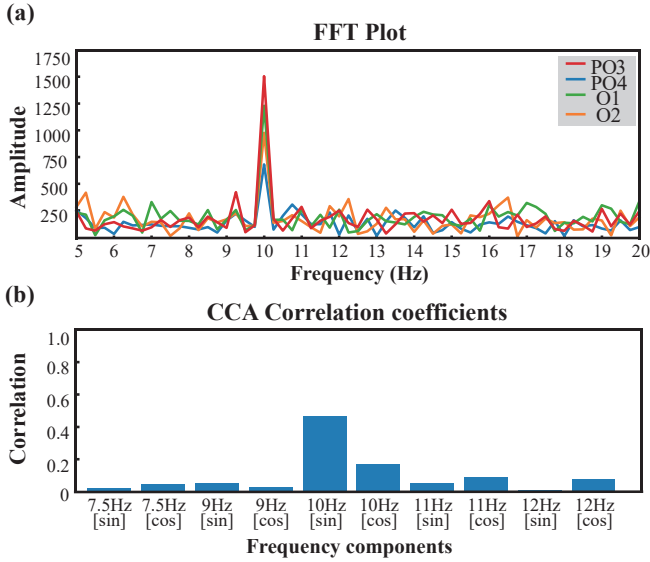 (a)
FFT Plot
1750
1500
1250
1000
750
500
250
Amplitude
PO3
PO4
O1
O2
5 6 7 8 9 10 11 12 13 14 15 16 17 18 19 20
Frequency (Hz)
(b)
CCA Correlation coefficients
1.0
0.8
0.6
0.4
0.2
0
Correlation
7.5Hz 7.5Hz 9Hz 9Hz 10Hz 10Hz 11Hz 11Hz 12Hz 12Hz
[sin] [cos] [sin] [cos] [sin] [cos] [sin] [cos] [sin] [cos]
Frequency components